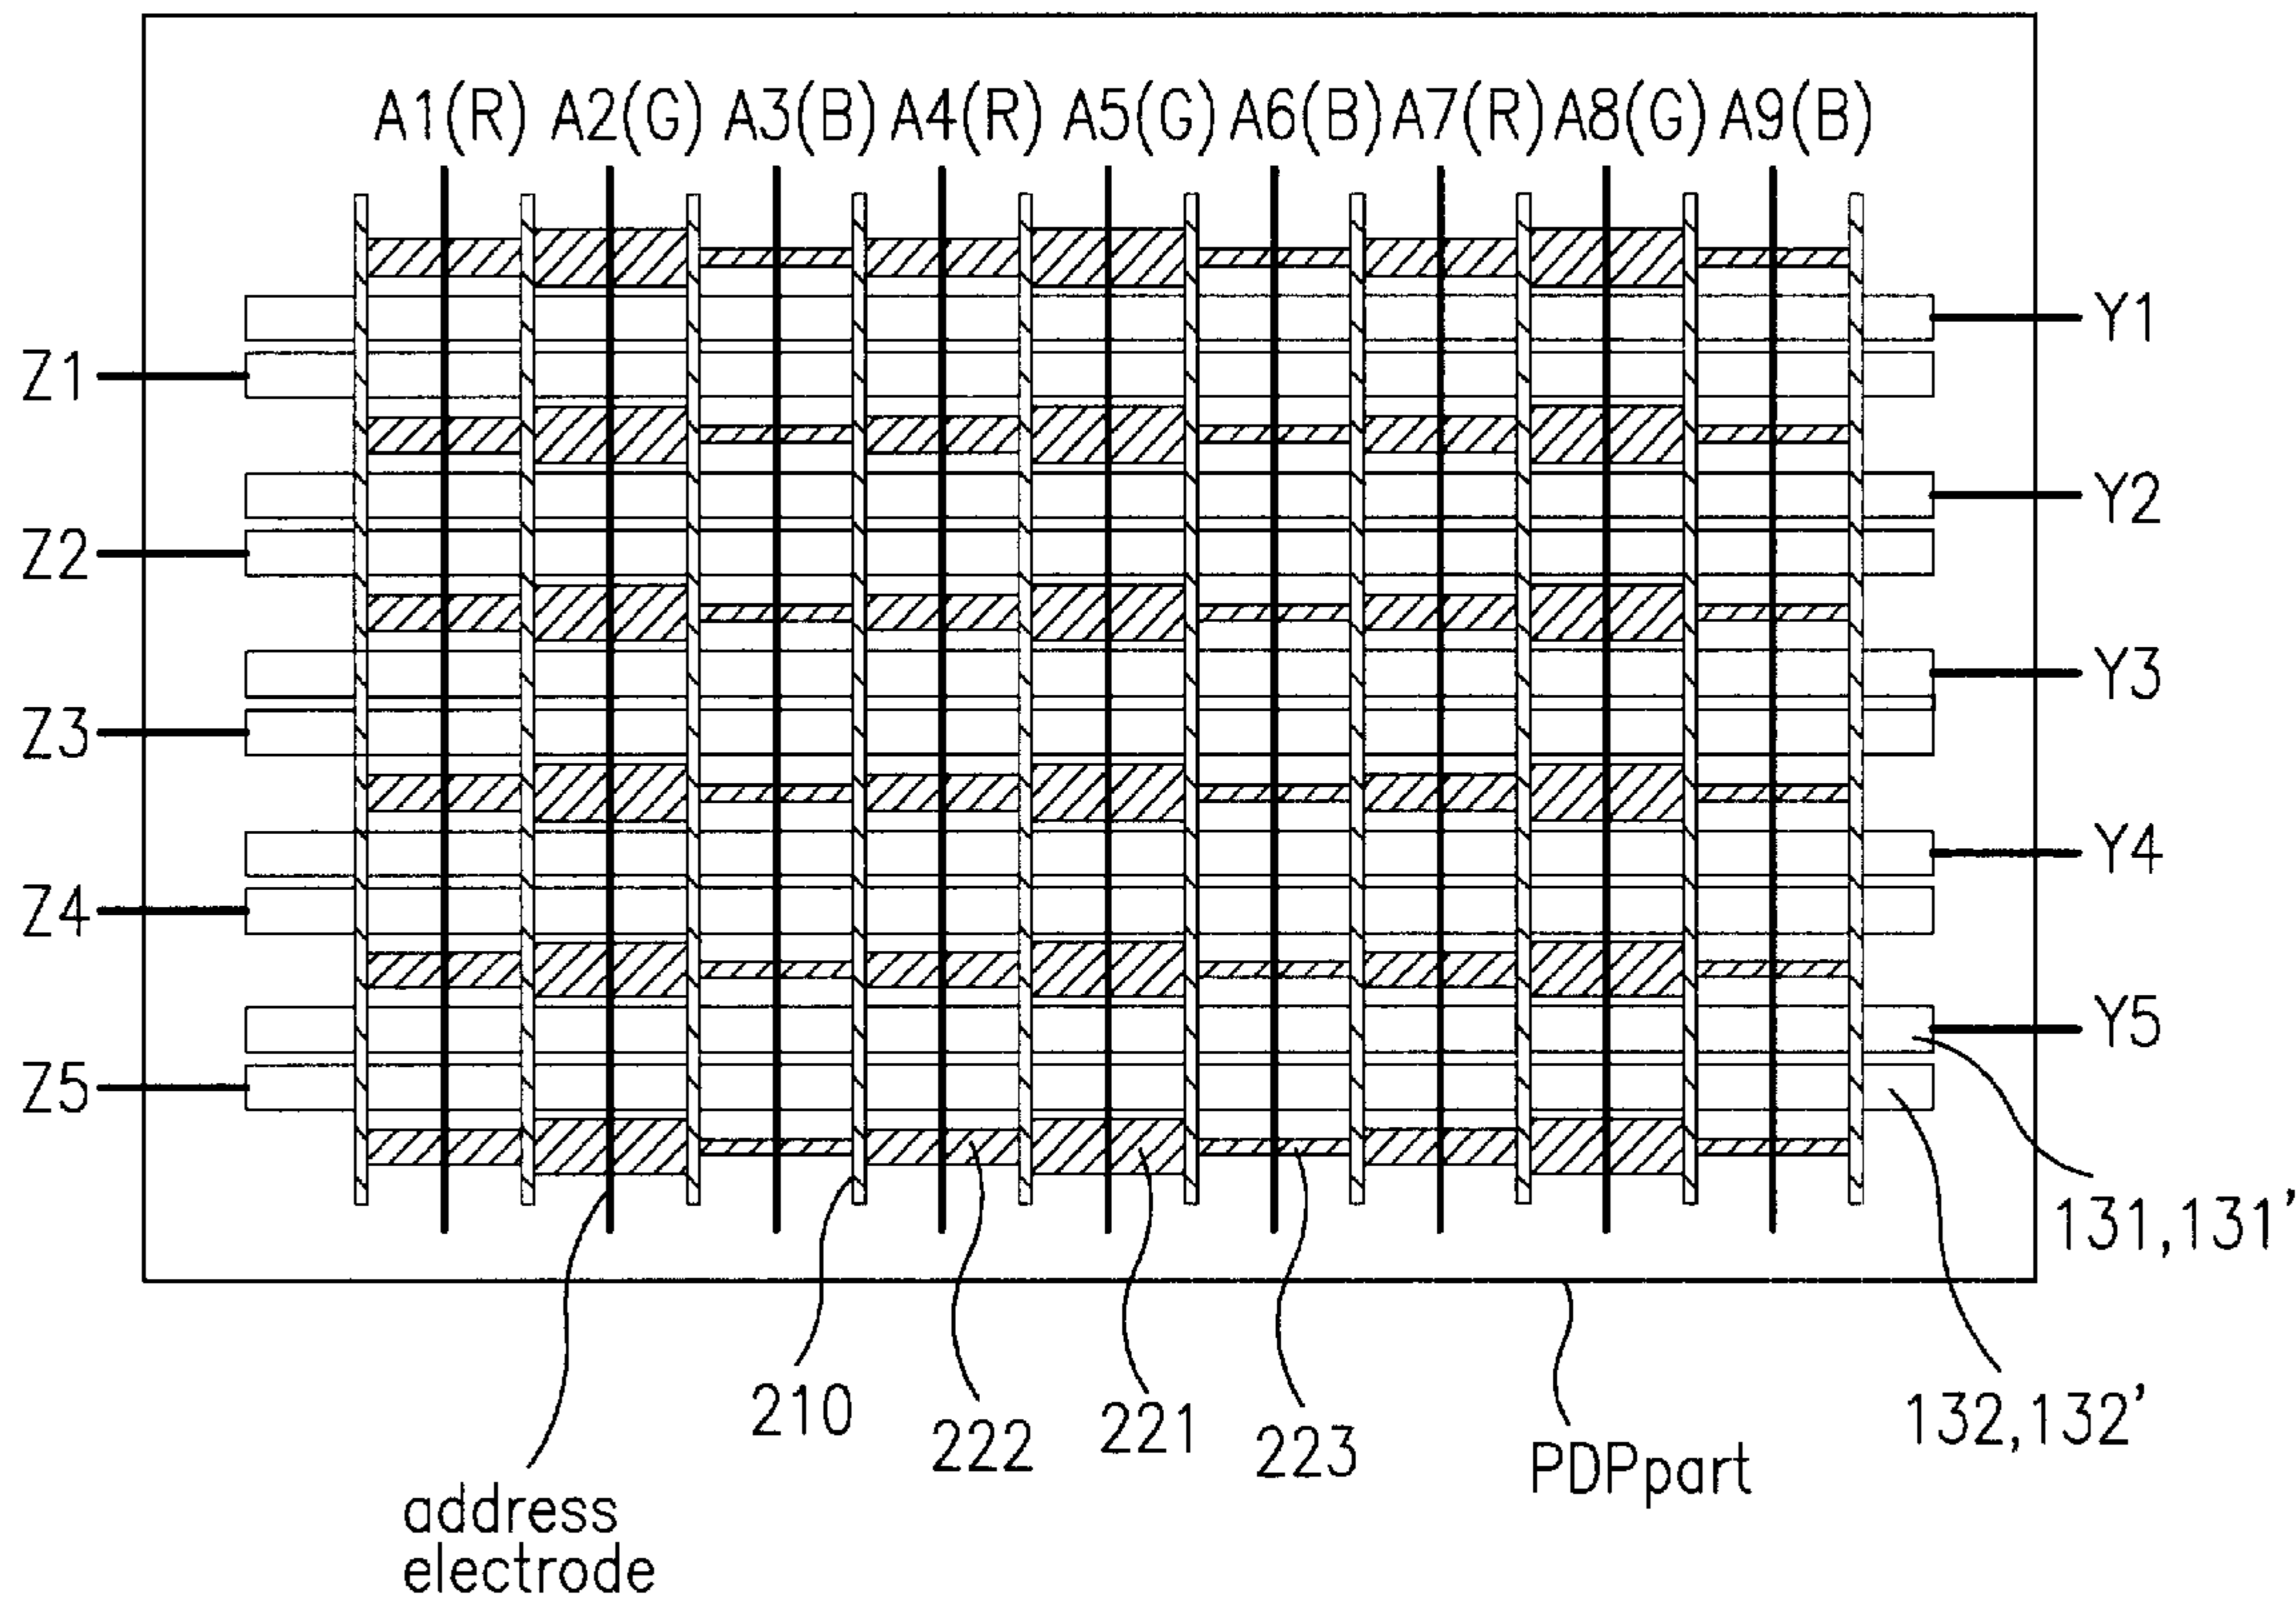 A1(R) A2(G) A3(B) A4(R) A5(G) A6(B) A7(R) A8(G) A9(B)
Y1
Z1
Y2
Z2
Y3
Z3
Y4
Z4
Y5
Z5
131,131'
210
222
221
223
132,132'
PDPpart
address
electrode